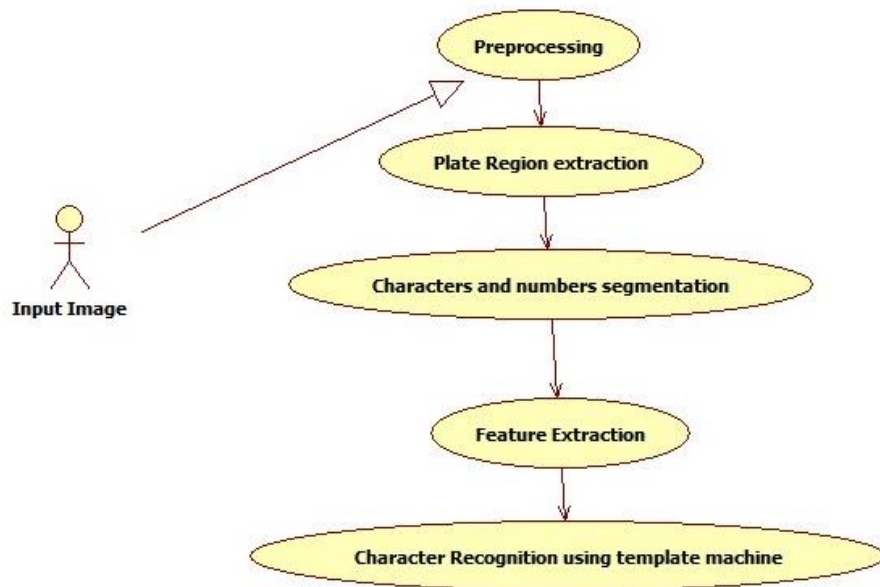 Preprocessing
Plate Region extraction
Input Image
Characters and numbers segmentation
Feature Extraction
Character Recognition using template machine